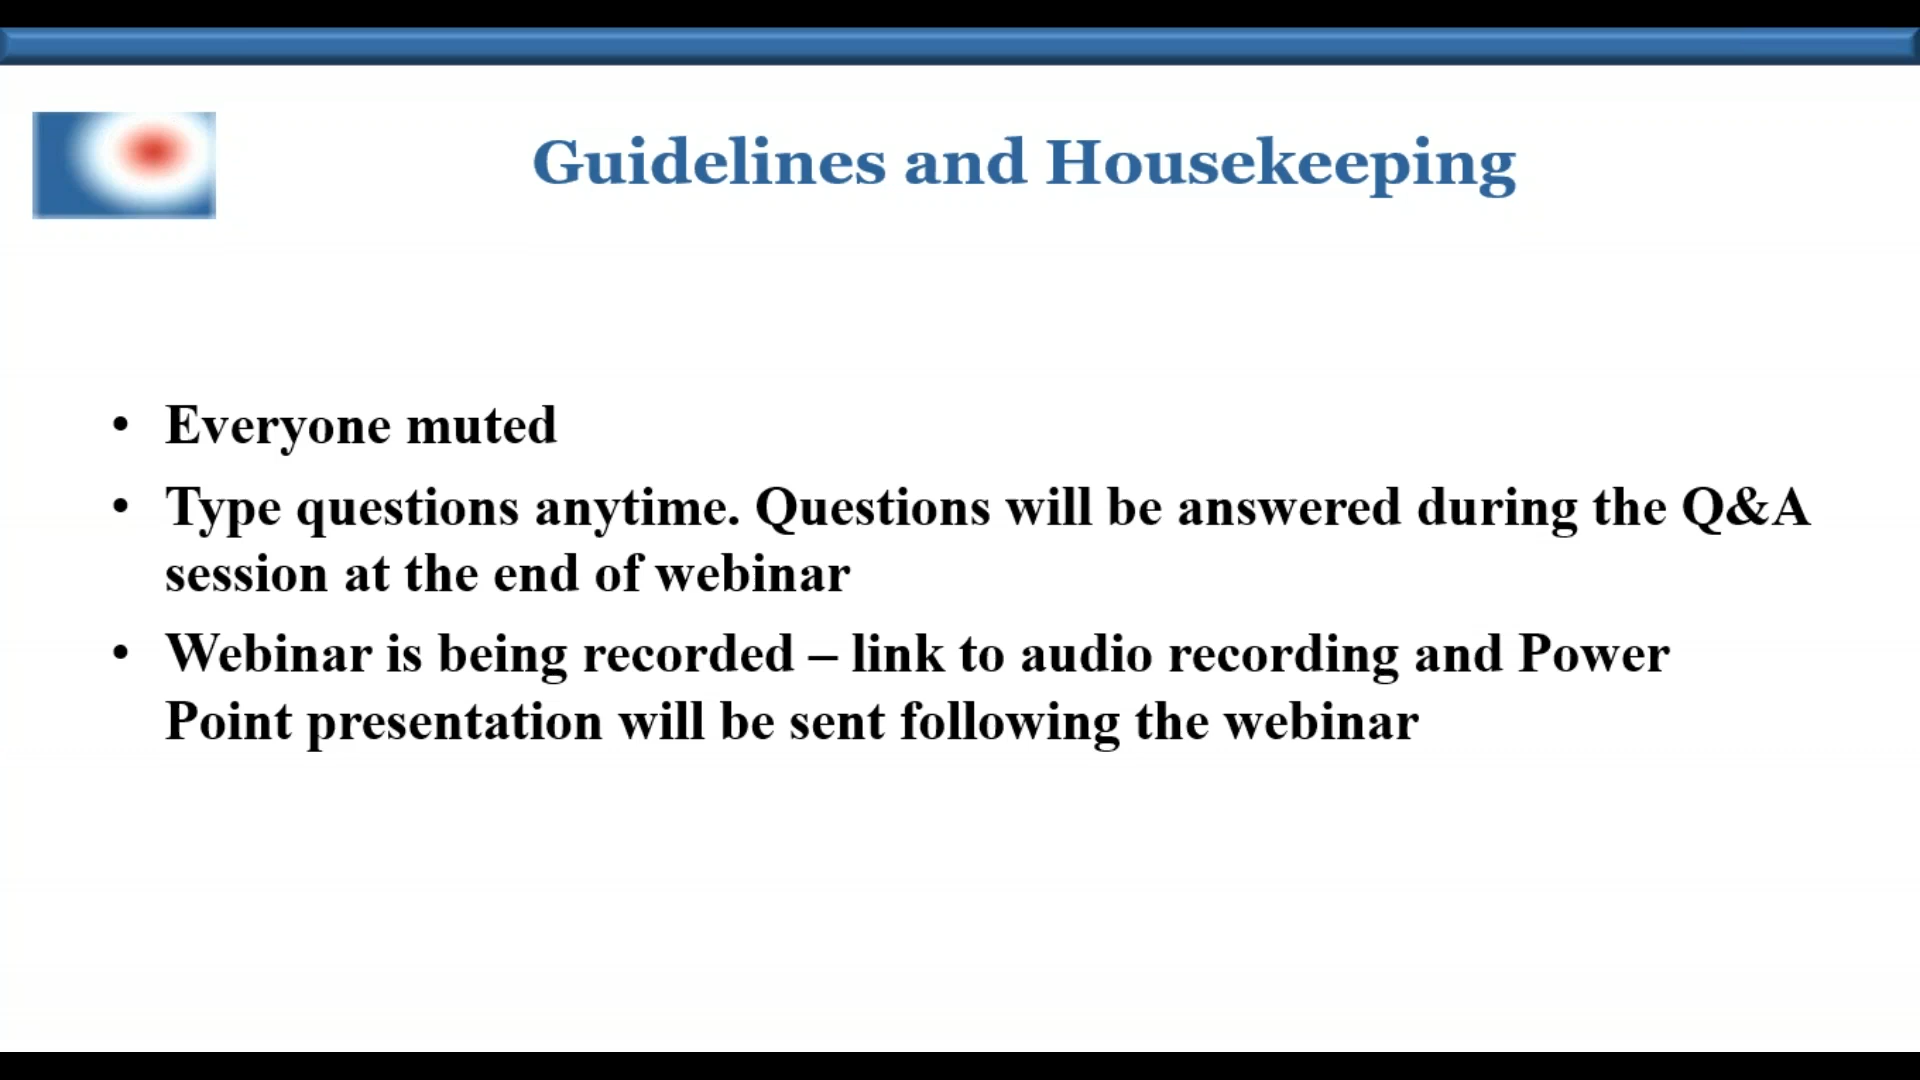 Guidelines and Housekeeping
• Everyone muted
• Type questions anytime. Questions will be answered during the Q&A
session at the end of webinar
• Webinar is being recorded – link to audio recording and Power
Point presentation will be sent following the webinar